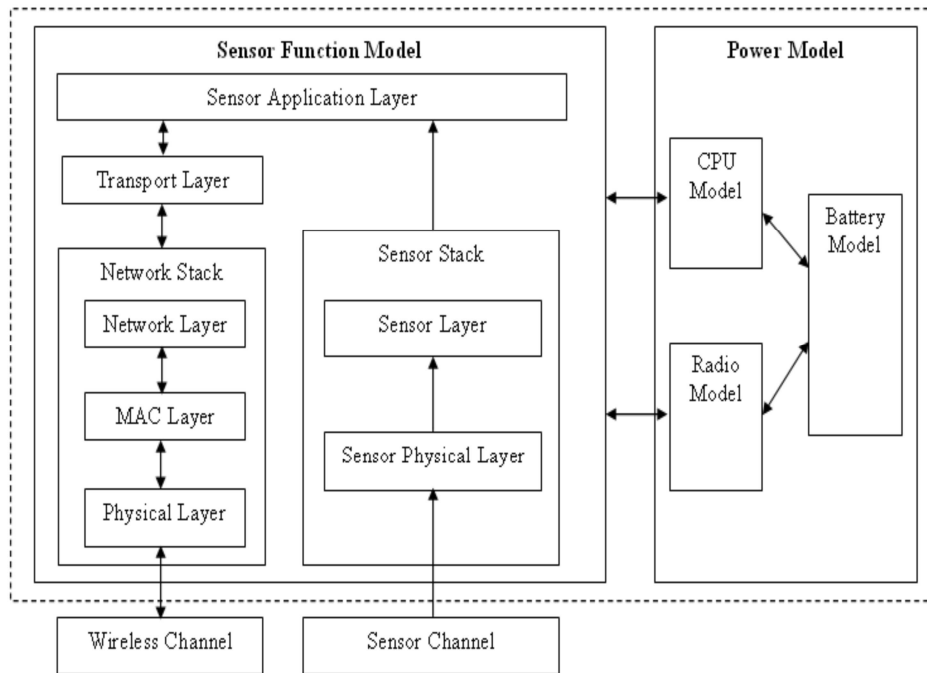 Sensor Function Model
Sensor Application Layer
Transport Layer
Network Stack
Network Layer
MAC Layer
Physical Layer
Sensor Stack
Sensor Layer
Sensor Physical Layer
Power Model
CPU
Model
Battery
Model
Radio
Model
Wireless Channel
Sensor Channel